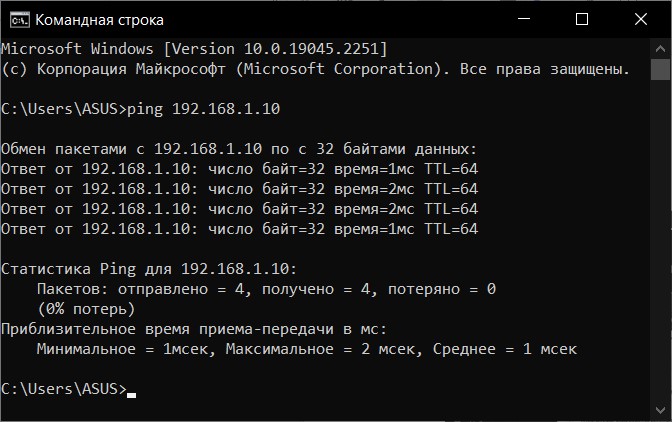 Командная строка
Microsoft Windows [Version 10.0.19045.2251]
(c) Корпорация Майкрософт (Microsoft Corporation). Все права защищены.
C:\Users\ASUS>ping 192.168.1.10
Обмен пакетами с 192.168.1.10 по с 32 байтами данных:
Ответ от 192.168.1.10: число байт=32 время=1мс TTL=64
Ответ от 192.168.1.10: число байт=32 время=2мс TTL=64
Ответ от 192.168.1.10: число байт=32 время=2мс TTL=64
Ответ от 192.168.1.10: число байт=32 время=1мс TTL=64
Статистика Ping для 192.168.1.10:
Пакетов: отправлено = 4, получено = 4, потеряно = 0
(0% потерь)
Приблизительное время приема-передачи в мс:
Минимальное = 1мсек, Максимальное = 2 мсек, Среднее = 1 мсек
C:\Users\ASUS>